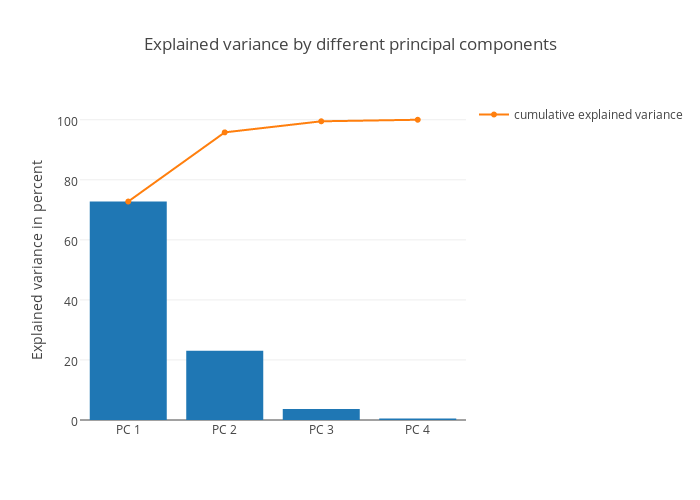 Explained variance by different principal components
cumulative explained variance
Explained variance in percent
100
80
60
40
20
0
PC 1 PC 2 PC 3 PC 4